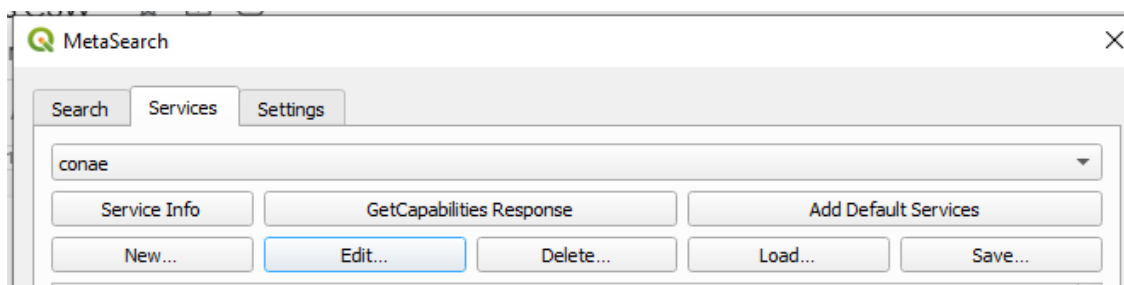 MetaSearch
Search Services Settings
conae
Service Info GetCapabilities Response Add Default Services
New... Edit... Delete... Load... Save...